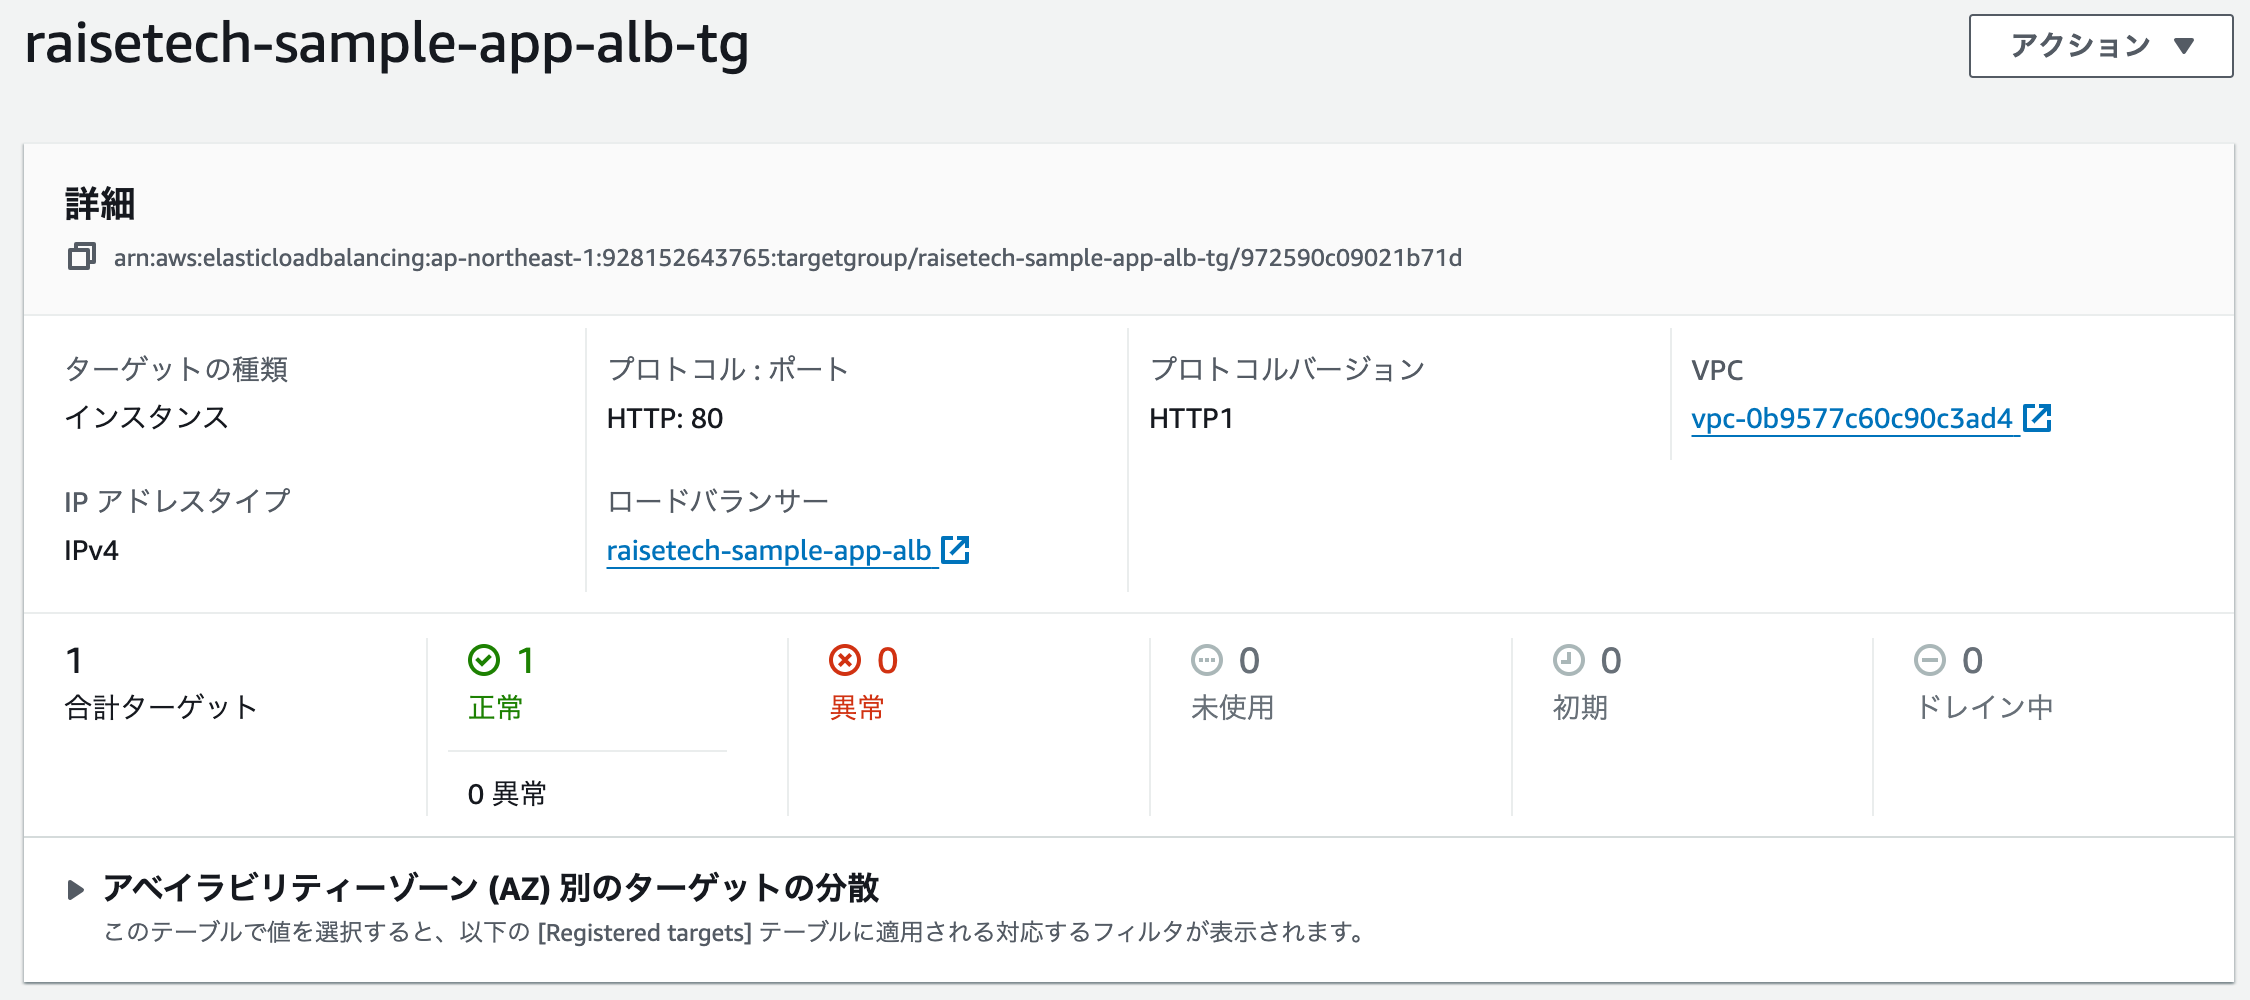 raisetech-sample-app-alb-tg
アクション
詳細
arn:aws:elasticloadbalancing:ap-northeast-1:928152643765:targetgroup/raisetech-sample-app-alb-tg/972590c09021b71d
ターゲットの種類
インスタンス
プロトコル : ポート
HTTP: 80
プロトコルバージョン
HTTP1
VPC
vpc-0b9577c60c90c3ad4
IP アドレスタイプ
IPv4
ロードバランサー
raisetech-sample-app-alb
1
合計ターゲット
1
正常
0 異常
0
異常
0
未使用
0
初期
0
ドレイン中
アベイラビリティーゾーン (AZ) 別のターゲットの分散
このテーブルで値を選択すると、以下の [Registered targets] テーブルに適用される対応するフィルタが表示されます。